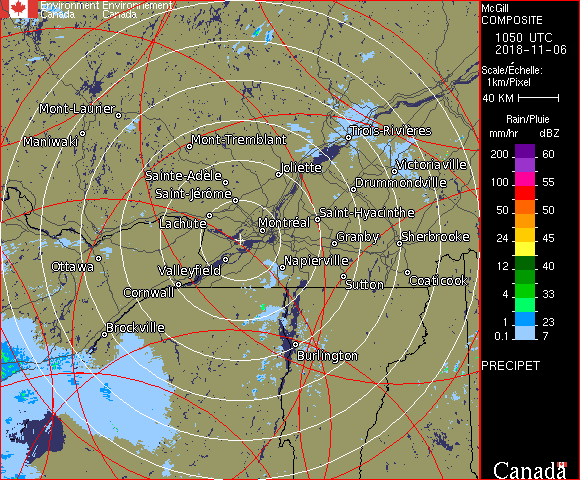 Environment Environnement
Canada Canada
McGill
COMPOSITE
1050 UTC
2018-11-06
Scale/Échelle:
1km/Pixel
40 KM
Rain/Pluie
mm/hr dBZ
200 60
100 55
50 50
24 45
12 40
4 33
1 23
0.1 7
PRECIPET
Canada
Mont-Laurier
Maniwaki
Mont-Tremblant
Trois-Rivières
Joliette
Victoriaville
Sainte-Adèle
Drummondville
Saint-Jérôme
Lachute
Saint-Hyacinthe
Montréal
Granby
Sherbrooke
Ottawa
Valleyfield
Napierville
Cornwall
Sutton
Coaticook
Brockville
Burlington